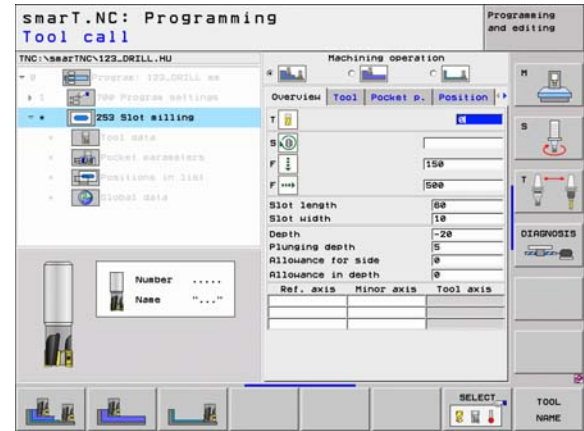 smarT.NC: Programming
Tool call
Programming
and editing
TNC:\smarTNC\123_DRILL.HU
0 Program: 123_DRILL mm
1 700 Program settings
253 Slot milling
Tool data
Pocket parameters
Positions in list
Global data
Number .....
Name "..."
Machining operation
Overview Tool Pocket p. Position
T
S
F 150
F 500
Slot length 60
Slot width 10
Depth -20
Plunging depth 5
Allowance for side 0
Allowance in depth 0
Ref. axis Minor axis Tool axis
M
S
T
DIAGNOSIS
SELECT
TOOL
NAME